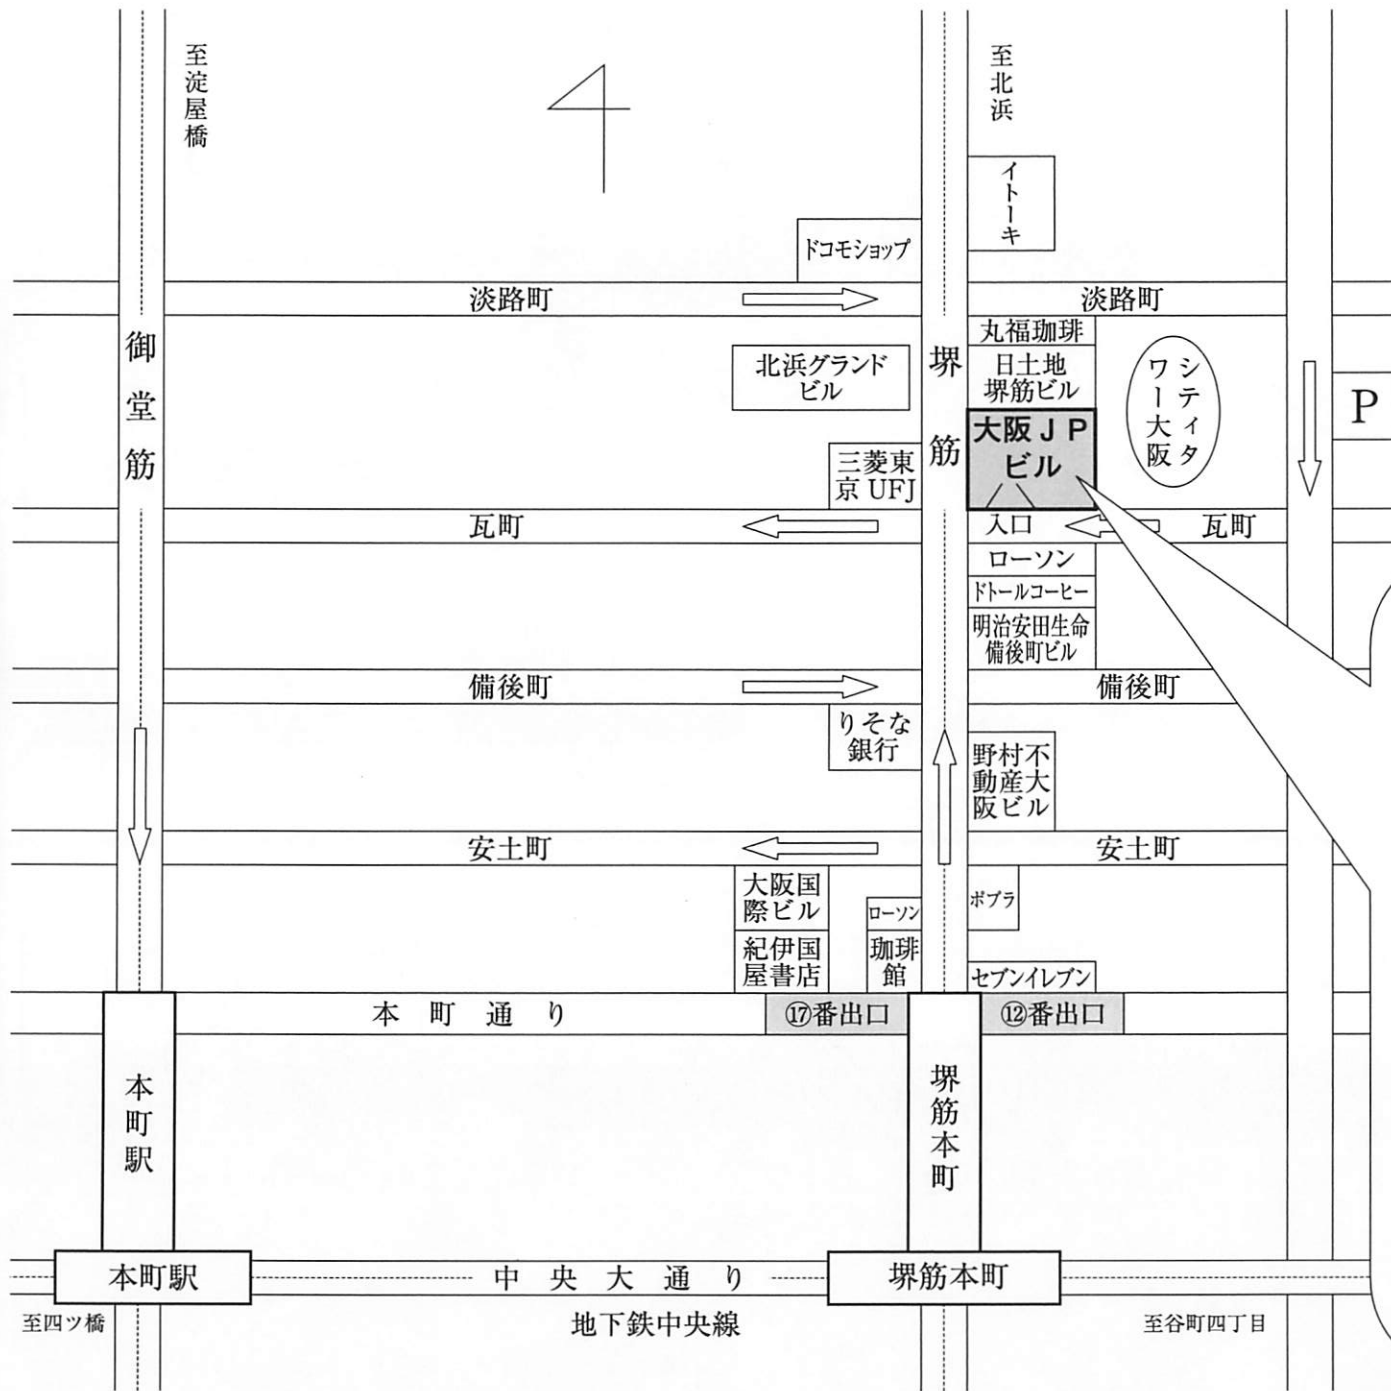 至淀屋橋
至北浜
イトーキ
ドコモショップ
淡路町
淡路町
御堂筋
堺筋
丸福珈琲
北浜グランド
ビル
日土地
堺筋ビル
シティタ
ワー大阪
P
大阪JP
ビル
三菱東
京UFJ
瓦町
入口
瓦町
ローソン
ドトールコーヒー
明治安田生命
備後町ビル
備後町
備後町
りそな
銀行
野村不
動産大
阪ビル
安土町
安土町
大阪国
際ビル
ローソン
ポプラ
紀伊国
屋書店
珈琲
館
セブンイレブン
本町通り
⑰番出口
⑫番出口
本町駅
堺筋本町
本町駅
中央大通り
堺筋本町
至四ツ橋
地下鉄中央線
至谷町四丁目